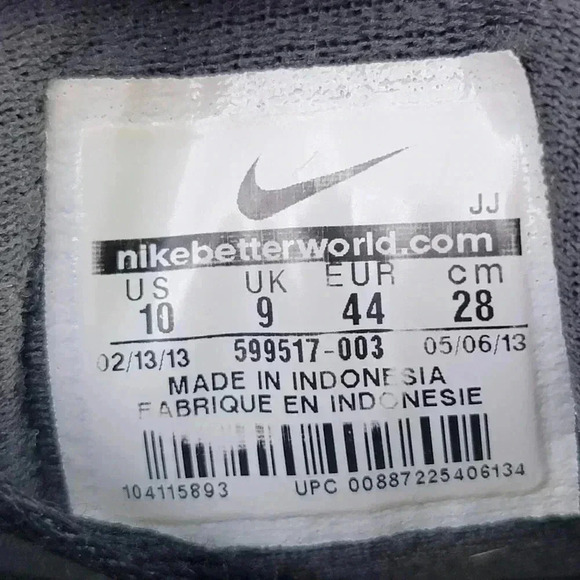 JJ
nikebetterworld.com
US UK EUR cm
10 9 44 28
02/13/13 599517-003 05/06/13
MADE IN INDONESIA
FABRIQUE EN INDONESIE
104115893 UPC 00887225406134